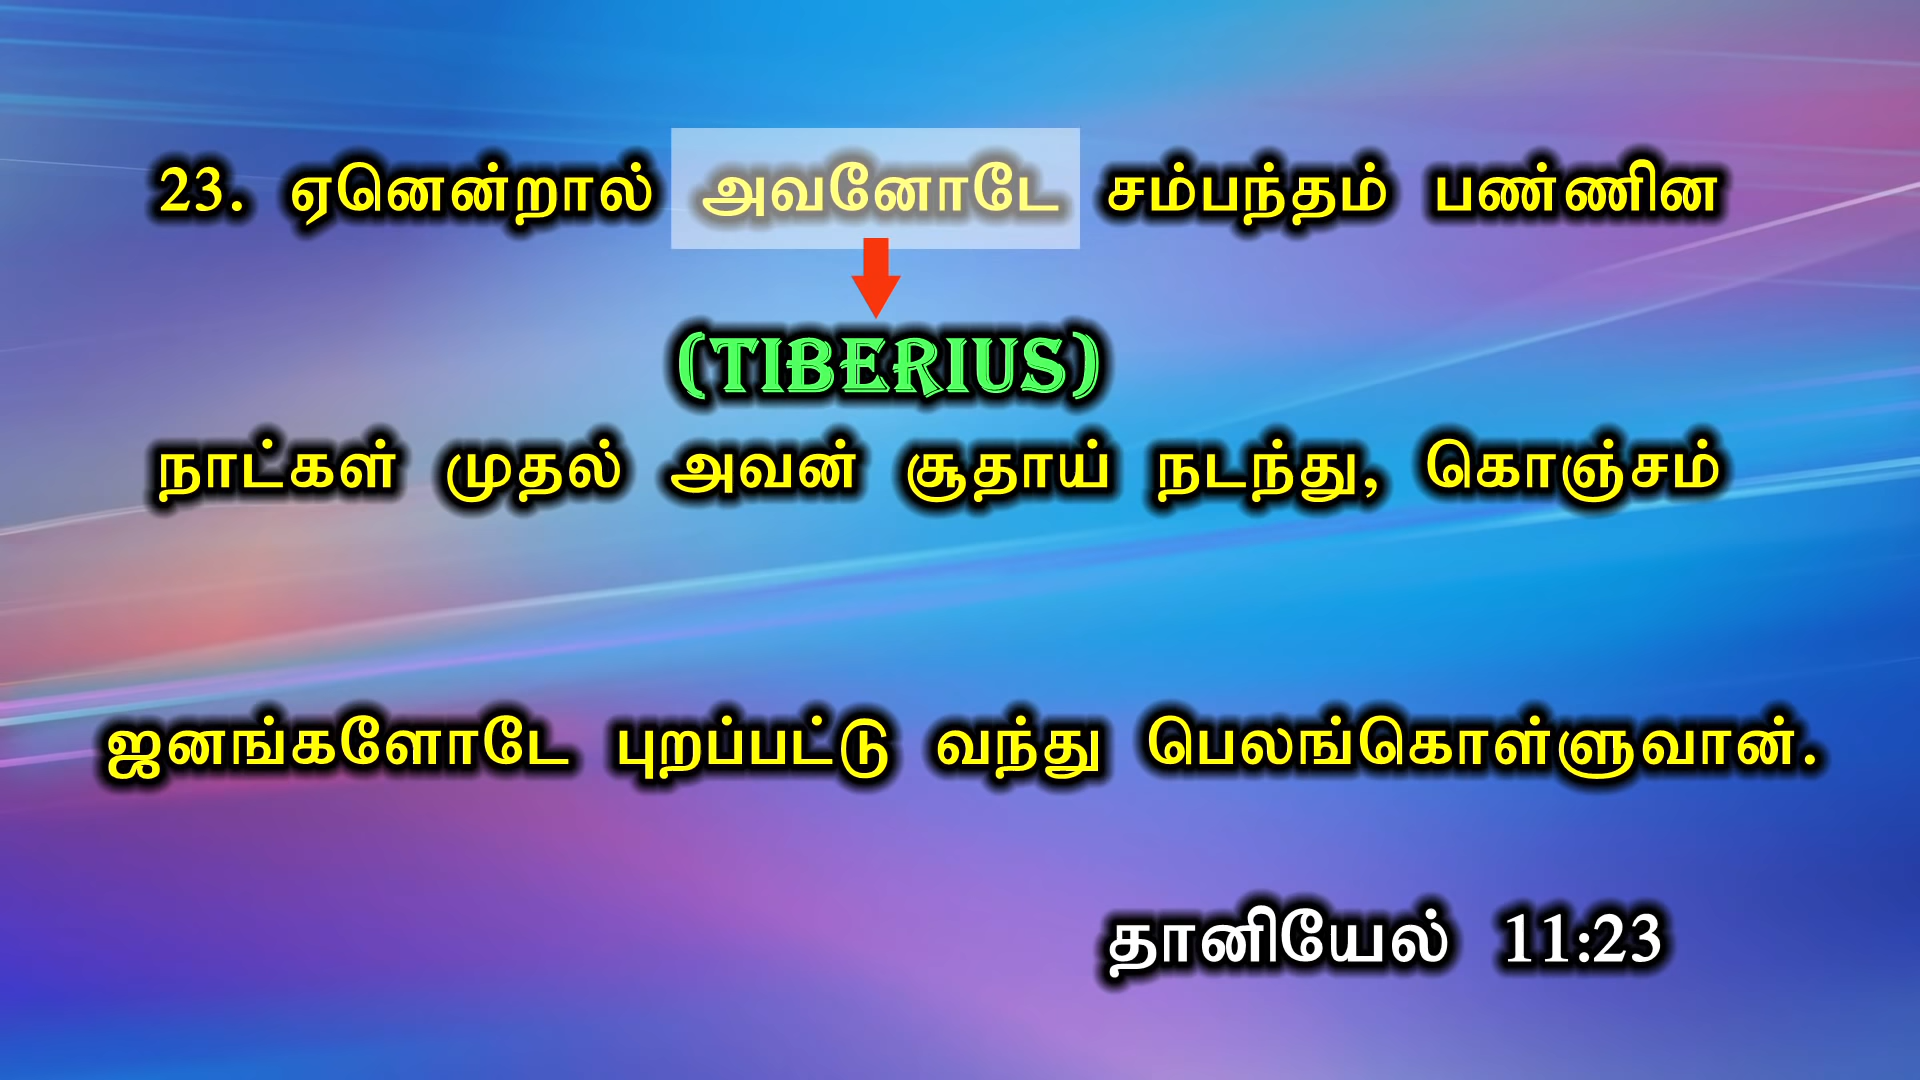 23. ஏனென்றால் அவனோடே சம்பந்தம் பண்ணின
(TIBERIUS)
நாட்கள் முதல் அவன் சூதாய் நடந்து, கொஞ்சம்
ஜனங்களோடே புறப்பட்டு வந்து பெலங்கொள்ளுவான்.
தானியேல் 11:23